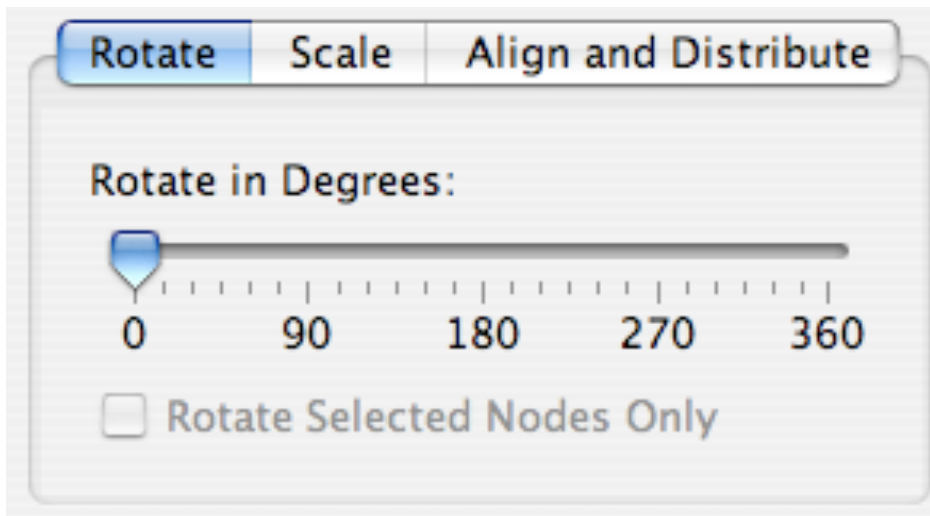 Rotate Scale Align and Distribute
Rotate in Degrees:
0 90 180 270 360
Rotate Selected Nodes Only